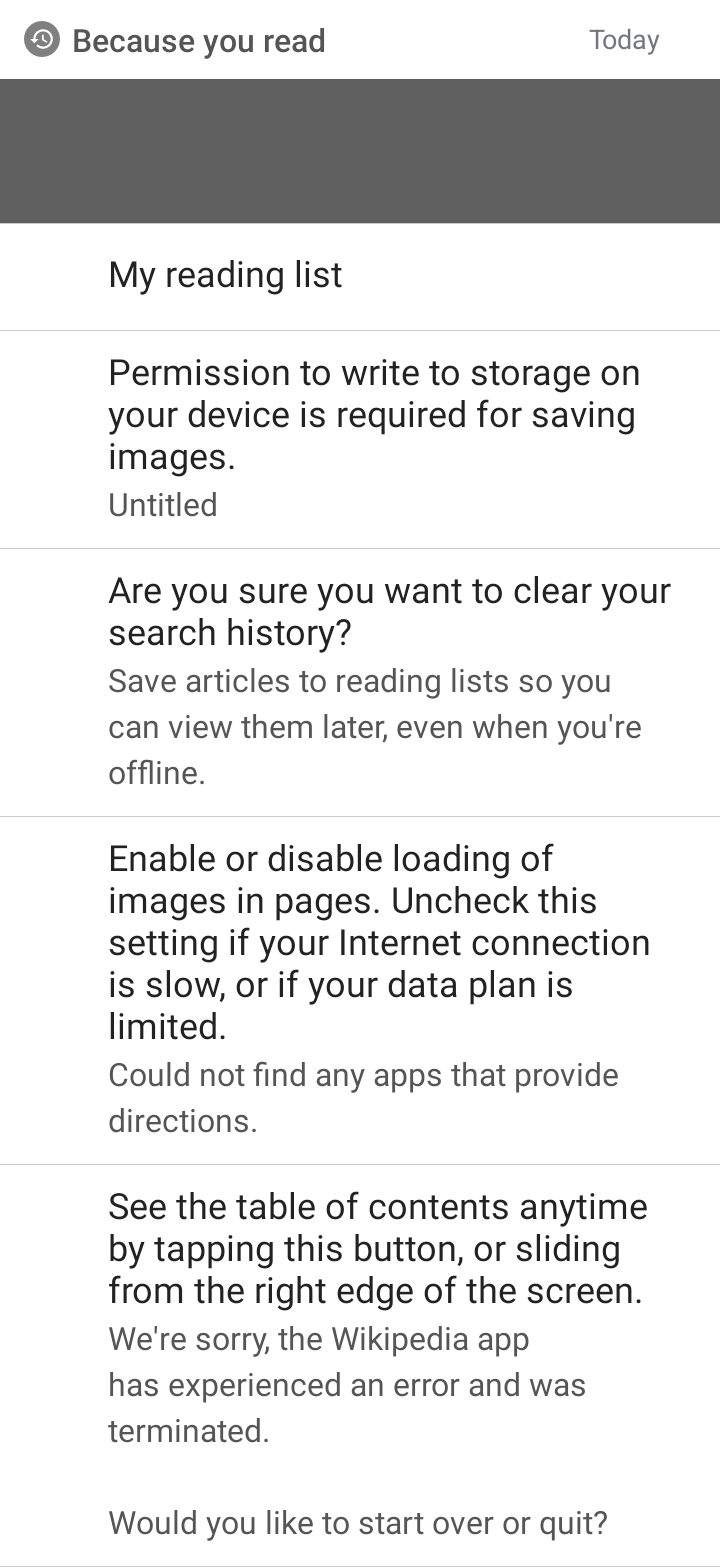 Because you read
Today
My reading list
Permission to write to storage on
your device is required for saving
images.
Untitled
Are you sure you want to clear your
search history?
Save articles to reading lists so you
can view them later, even when you're
offline.
Enable or disable loading of
images in pages. Uncheck this
setting if your Internet connection
is slow, or if your data plan is
limited.
Could not find any apps that provide
directions.
See the table of contents anytime
by tapping this button, or sliding
from the right edge of the screen.
We're sorry, the Wikipedia app
has experienced an error and was
terminated.
Would you like to start over or quit?